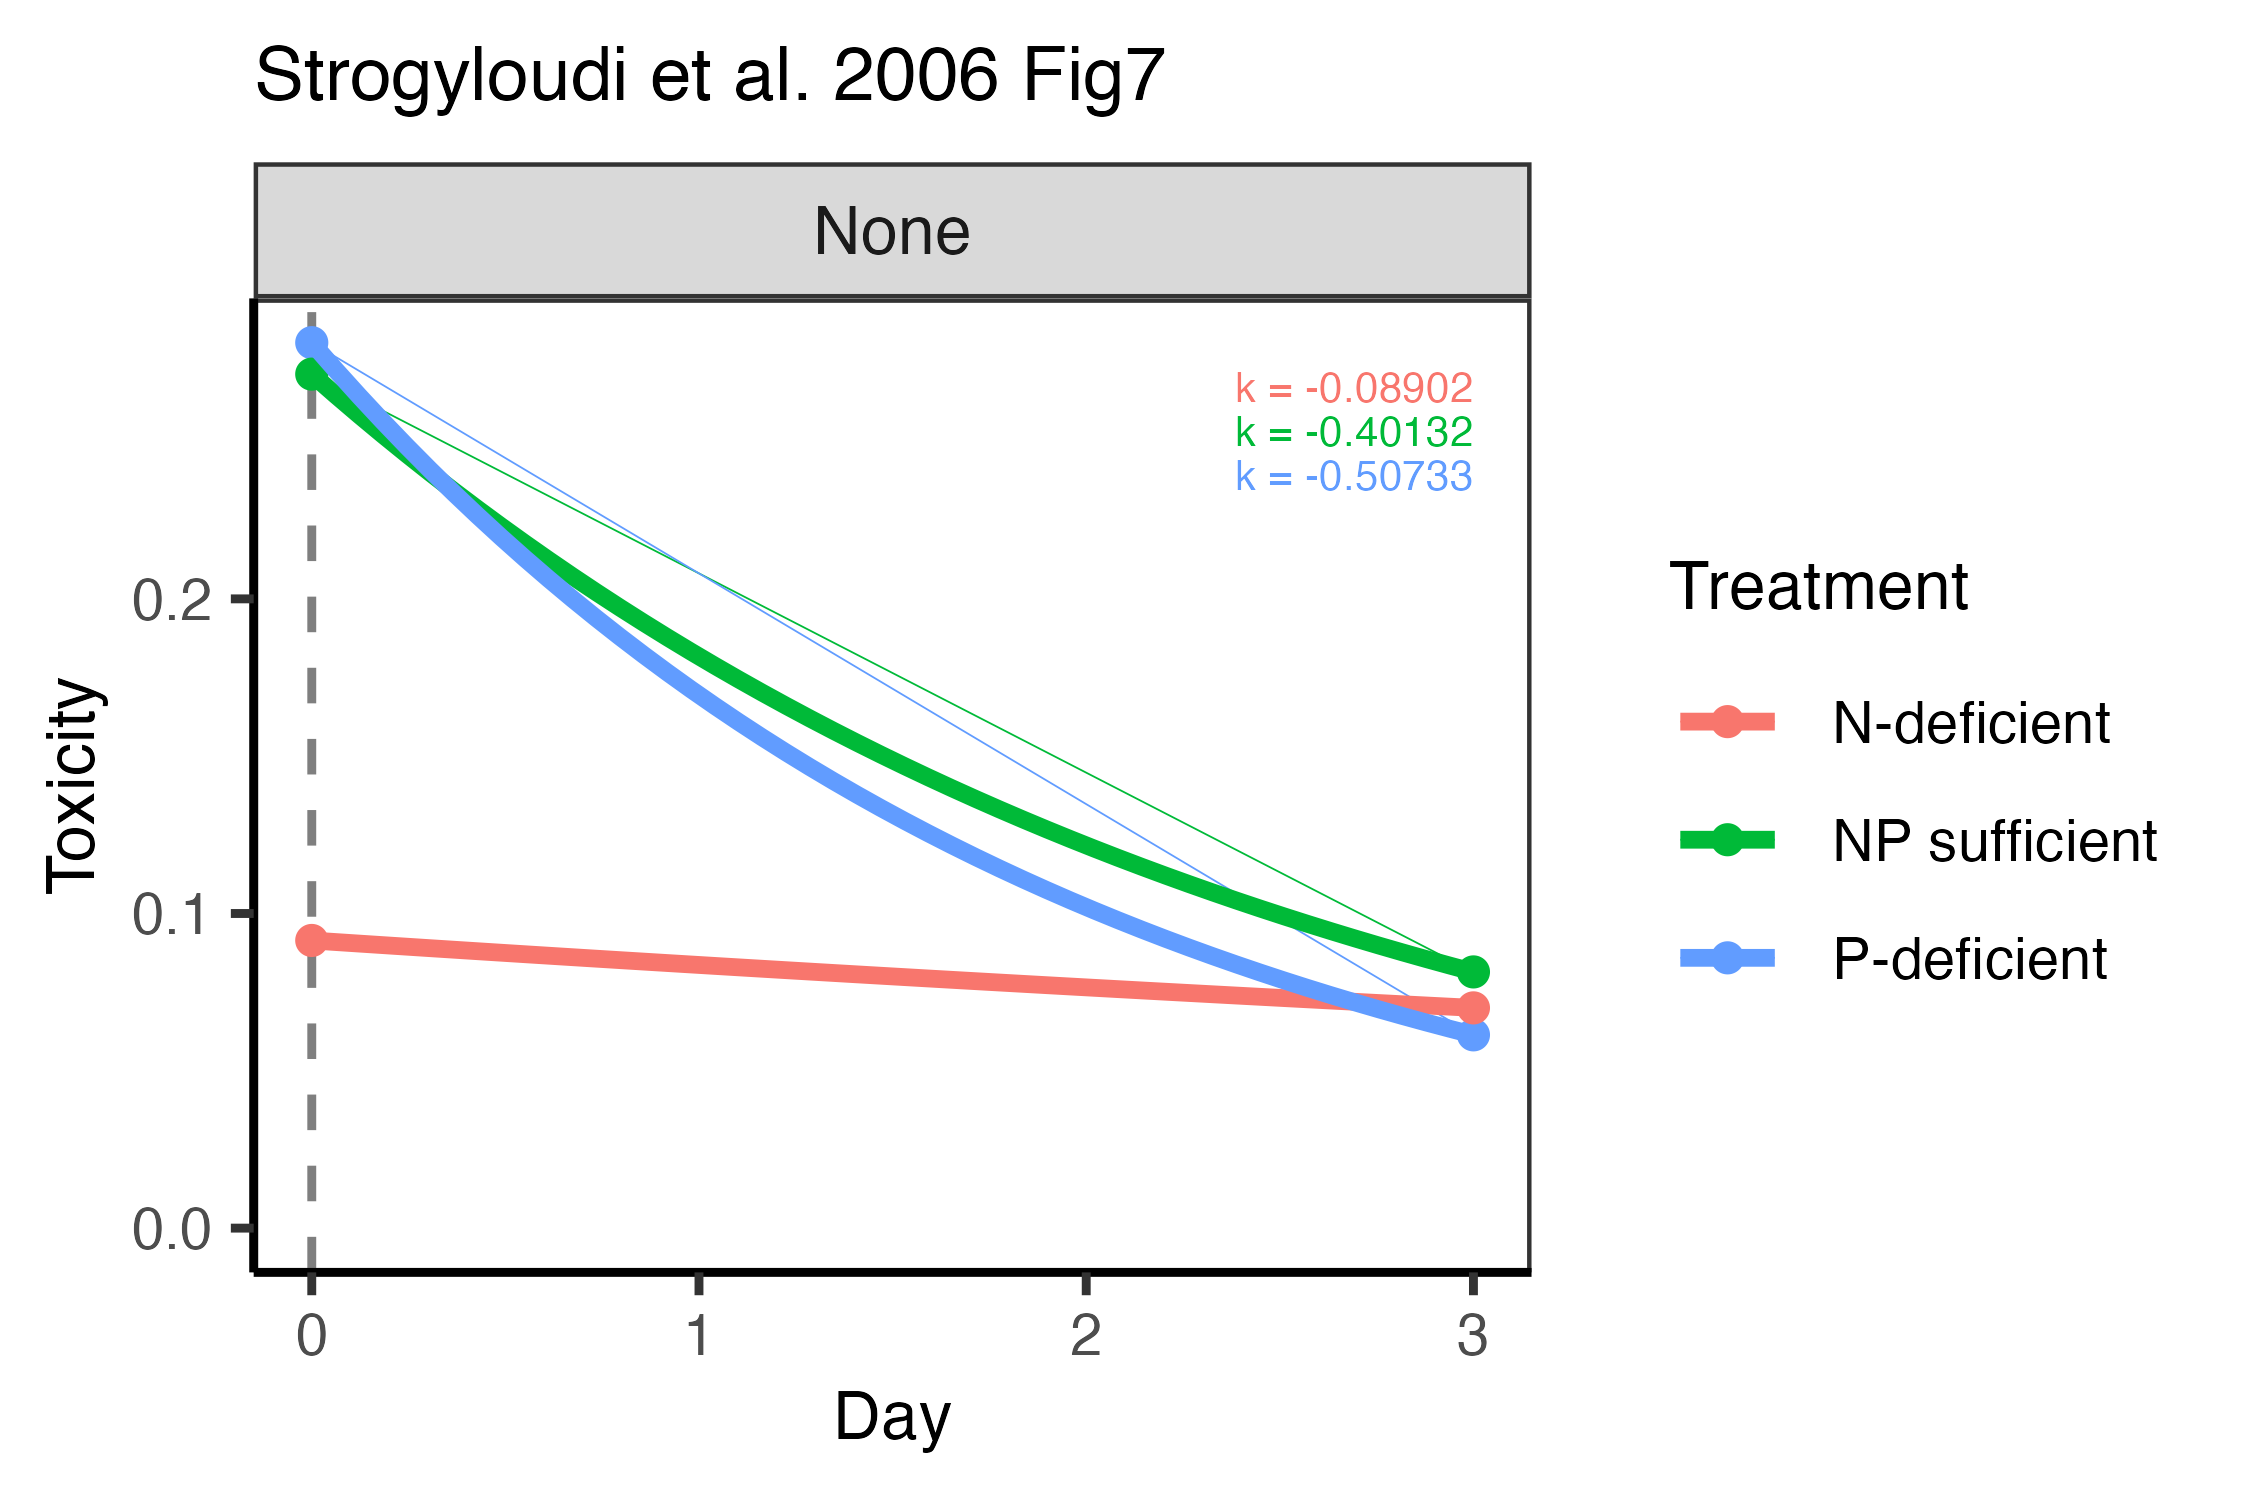 Strogyloudi et al. 2006 Fig7
None
k = -0.08902
k = -0.40132
k = -0.50733
Toxicity
0.2
0.1
0.0
0
1
2
3
Day
Treatment
N-deficient
NP sufficient
P-deficient